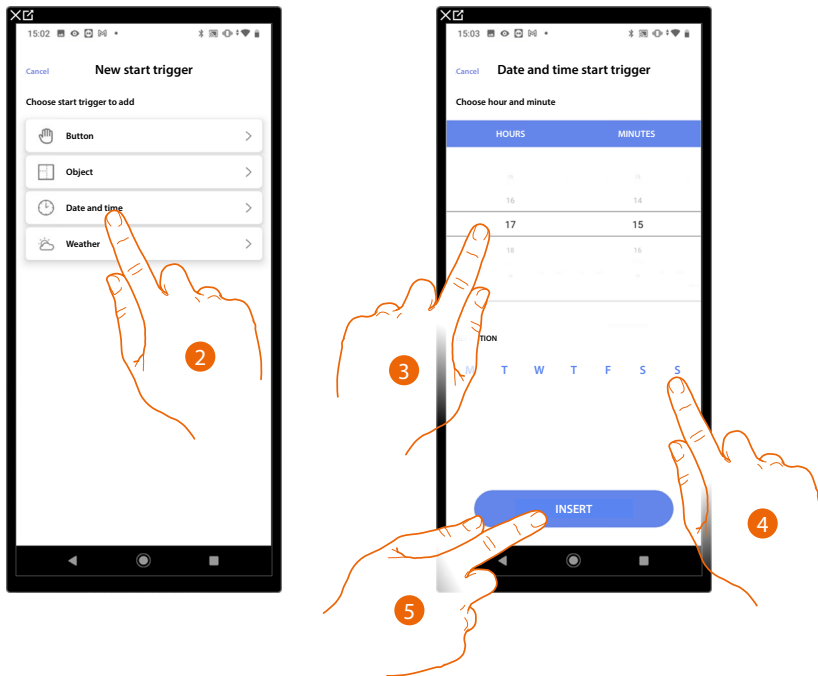 15:02
Cancel New start trigger
Choose start trigger to add
Button
Object
Date and time
Weather
2
15:03
Cancel Date and time start trigger
Choose hour and minute
HOURS MINUTES
16 14
17 15
18 16
TION
M T W T F S S
3
INSERT
4
5